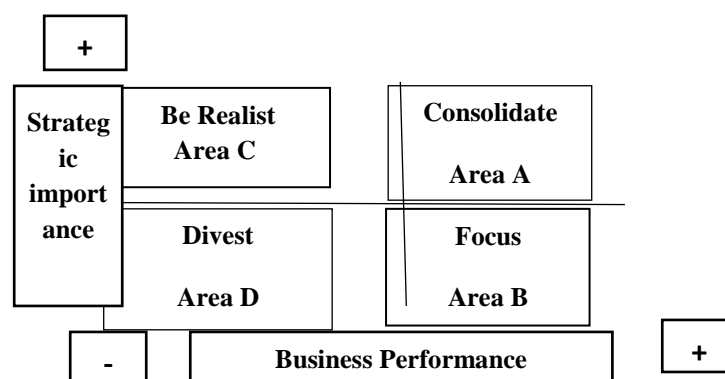 +
Strateg
ic
import
ance
Be Realist
Area C
Consolidate
Area A
Divest
Area D
Focus
Area B
-
Business Performance
+